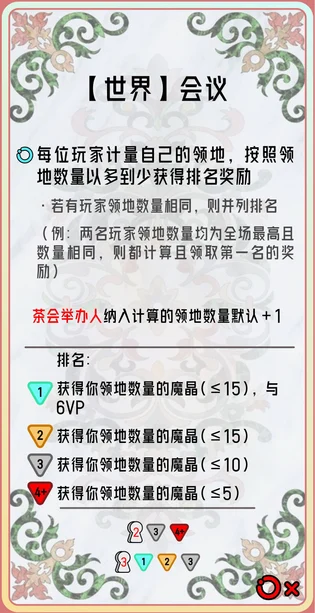 【世界】会议
每位玩家计量自己的领地，按照领
地数量以多到少获得排名奖励
·若有玩家领地数量相同，则并列排名
（例：两名玩家领地数量均为全场最高且
数量相同，则都计算且领取第一名的奖
励）
茶会举办人纳入计算的领地数量默认+1
排名：
1 获得你领地数量的魔晶(≤15)，与
6VP
2 获得你领地数量的魔晶(≤15)
3 获得你领地数量的魔晶(≤10)
4+ 获得你领地数量的魔晶(≤5)
2 3 4+
3 1 2 3